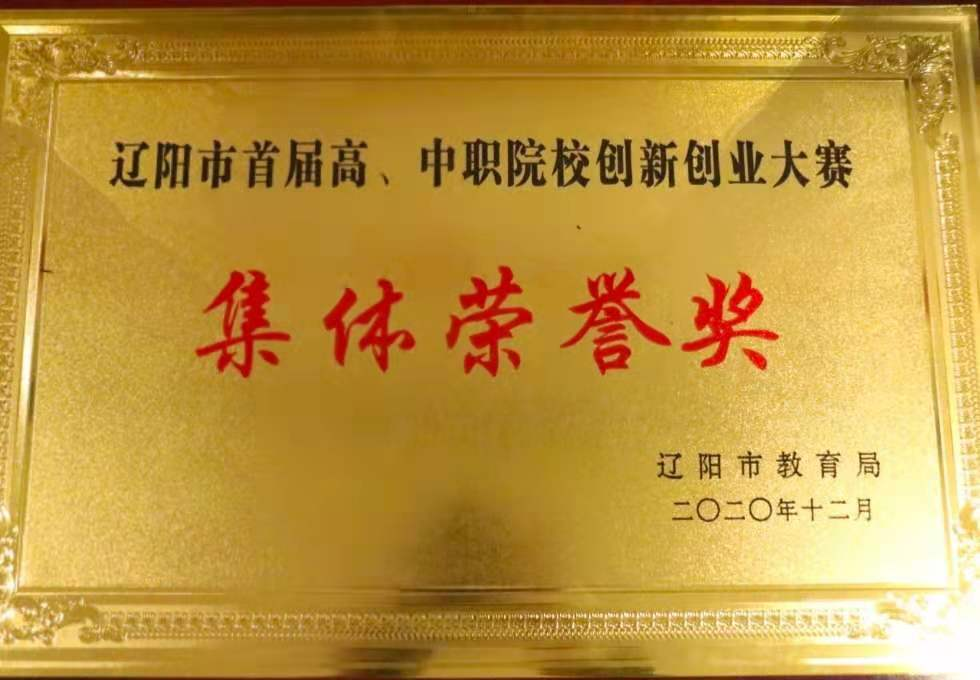 辽阳市首届高、中职院校创新创业大赛
集体荣誉奖
辽阳市教育局
二〇二〇年十二月